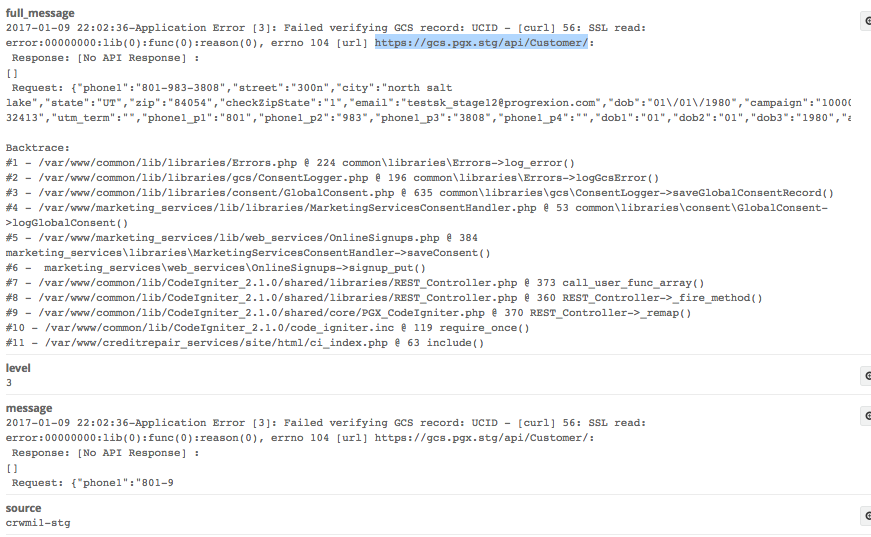 full_message
2017-01-09 22:02:36-Application Error [3]: Failed verifying GCS record: UCID - [curl] 56: SSL read:
error:00000000:lib(0):func(0):reason(0), errno 104 [url] https://gcs.pgx.stg/api/Customer/:
Response: [No API Response] :
[]
Request: {"phone1":"801-983-3808","street":"300n","city":"north salt
lake","state":"UT","zip":"84054","checkZipState":"1","email":"testsk_stage12@progrexion.com","dob":"01\/01\/1980","campaign":"10000
32413","utm_term":"","phone1_p1":"801","phone1_p2":"983","phone1_p3":"3808","phone1_p4":"","dob1":"01","dob2":"01","dob3":"1980","a
Backtrace:
#1 - /var/www/common/lib/libraries/Errors.php @ 224 common\libraries\Errors->log_error()
#2 - /var/www/common/lib/libraries/gcs/ConsentLogger.php @ 196 common\libraries\Errors->logGcsError()
#3 - /var/www/common/lib/libraries/consent/GlobalConsent.php @ 635 common\libraries\gcs\ConsentLogger->saveGlobalConsentRecord()
#4 - /var/www/marketing_services/lib/libraries/MarketingServicesConsentHandler.php @ 53 common\libraries\consent\GlobalConsent-
>logGlobalConsent()
#5 - /var/www/marketing_services/lib/web_services/OnlineSignups.php @ 384
marketing_services\libraries\MarketingServicesConsentHandler->saveConsent()
#6 -  marketing_services\web_services\OnlineSignups->signup_put()
#7 - /var/www/common/lib/CodeIgniter_2.1.0/shared/libraries/REST_Controller.php @ 373 call_user_func_array()
#8 - /var/www/common/lib/CodeIgniter_2.1.0/shared/libraries/REST_Controller.php @ 360 REST_Controller->_fire_method()
#9 - /var/www/common/lib/CodeIgniter_2.1.0/shared/core/PGX_CodeIgniter.php @ 370 REST_Controller->_remap()
#10 - /var/www/common/lib/CodeIgniter_2.1.0/code_igniter.inc @ 119 require_once()
#11 - /var/www/creditrepair_services/site/html/ci_index.php @ 63 include()
level
3
message
2017-01-09 22:02:36-Application Error [3]: Failed verifying GCS record: UCID - [curl] 56: SSL read:
error:00000000:lib(0):func(0):reason(0), errno 104 [url] https://gcs.pgx.stg/api/Customer/:
Response: [No API Response] :
[]
Request: {"phone1":"801-9
source
crwmil-stg